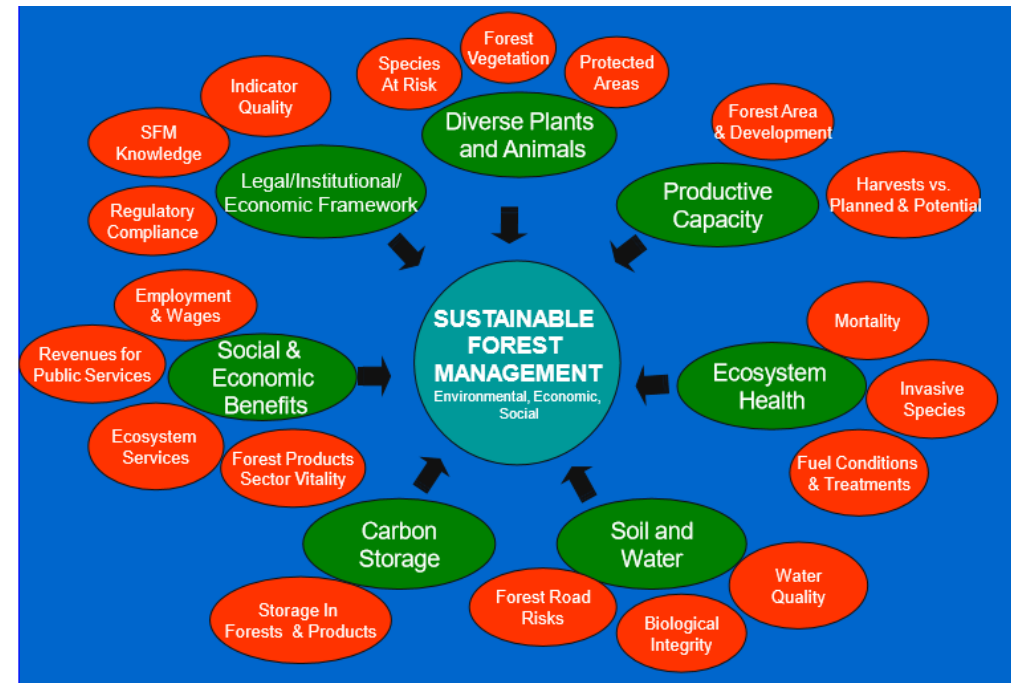 Forest
Vegetation
Species
At Risk
Protected
Areas
Diverse Plants
and Animals
Indicator
Quality
SFM
Knowledge
Regulatory
Compliance
Legal/Institutional/
Economic Framework
Forest Area
& Development
Harvests vs.
Planned & Potential
Productive
Capacity
SUSTAINABLE
FOREST
MANAGEMENT
Environmental, Economic,
Social
Employment
& Wages
Revenues for
Public Services
Ecosystem
Services
Forest Products
Sector Vitality
Social &
Economic
Benefits
Mortality
Invasive
Species
Fuel Conditions
& Treatments
Ecosystem
Health
Carbon
Storage
Storage In
Forests & Products
Soil and
Water
Forest Road
Risks
Biological
Integrity
Water
Quality